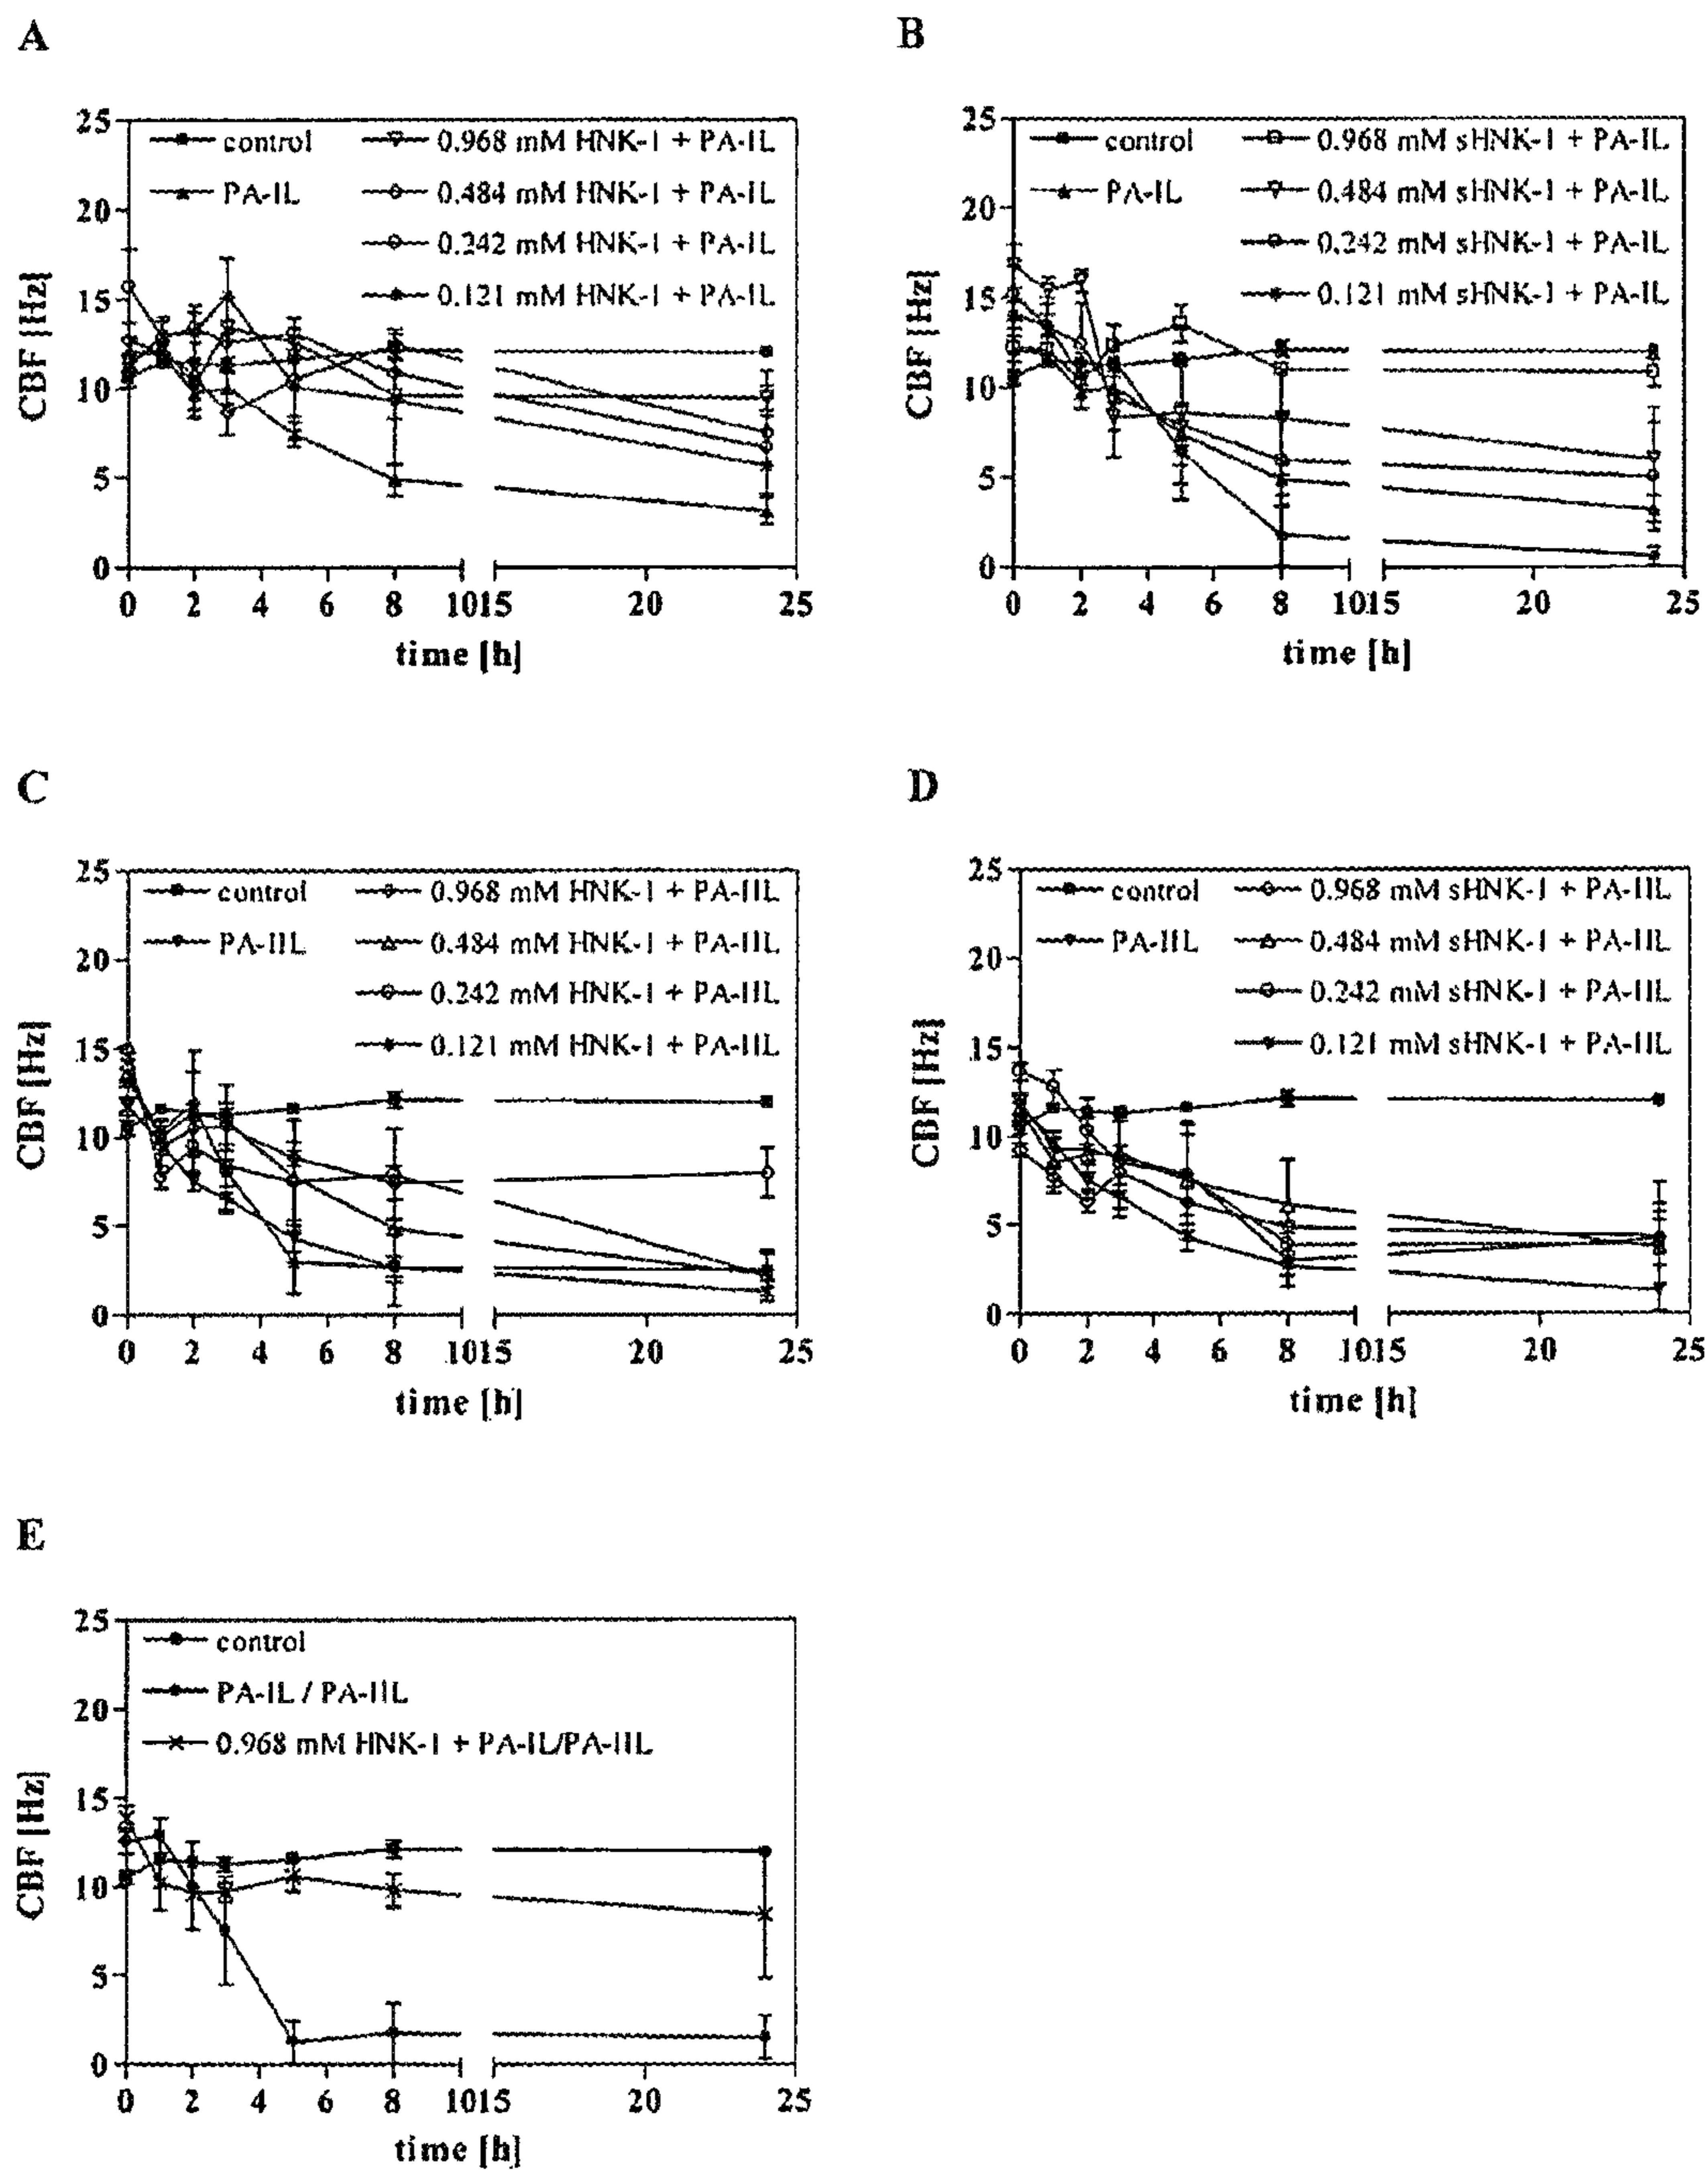 A
25
control
0.968 mM HNK-1 + PA-IL
PA-IL
0.484 mM HNK-1 + PA-IL
0.242 mM HNK-1 + PA-IL
0.121 mM HNK-1 + PA-IL
20
15
10
5
0
CBF [Hz]
0 2 4 6 8 10 15 20 25
time [h]
B
25
control
0.968 mM sHNK-1 + PA-IL
PA-IL
0.484 mM sHNK-1 + PA-IL
0.242 mM sHNK-1 + PA-IL
0.121 mM sHNK-1 + PA-IL
20
15
10
5
0
CBF [Hz]
0 2 4 6 8 10 15 20 25
time [h]
C
25
control
0.968 mM HNK-1 + PA-IIL
PA-IIL
0.484 mM HNK-1 + PA-IIL
0.242 mM HNK-1 + PA-IIL
0.121 mM HNK-1 + PA-IIL
20
15
10
5
0
CBF [Hz]
0 2 4 6 8 10 15 20 25
time [h]
D
25
control
0.968 mM sHNK-1 + PA-IIL
PA-IIL
0.484 mM sHNK-1 + PA-IIL
0.242 mM sHNK-1 + PA-IIL
0.121 mM sHNK-1 + PA-IIL
20
15
10
5
0
CBF [Hz]
0 2 4 6 8 10 15 20 25
time [h]
E
25
control
PA-IL / PA-IIL
0.968 mM HNK-1 + PA-IL/PA-IIL
20
15
10
5
0
CBF [Hz]
0 2 4 6 8 10 15 20 25
time [h]